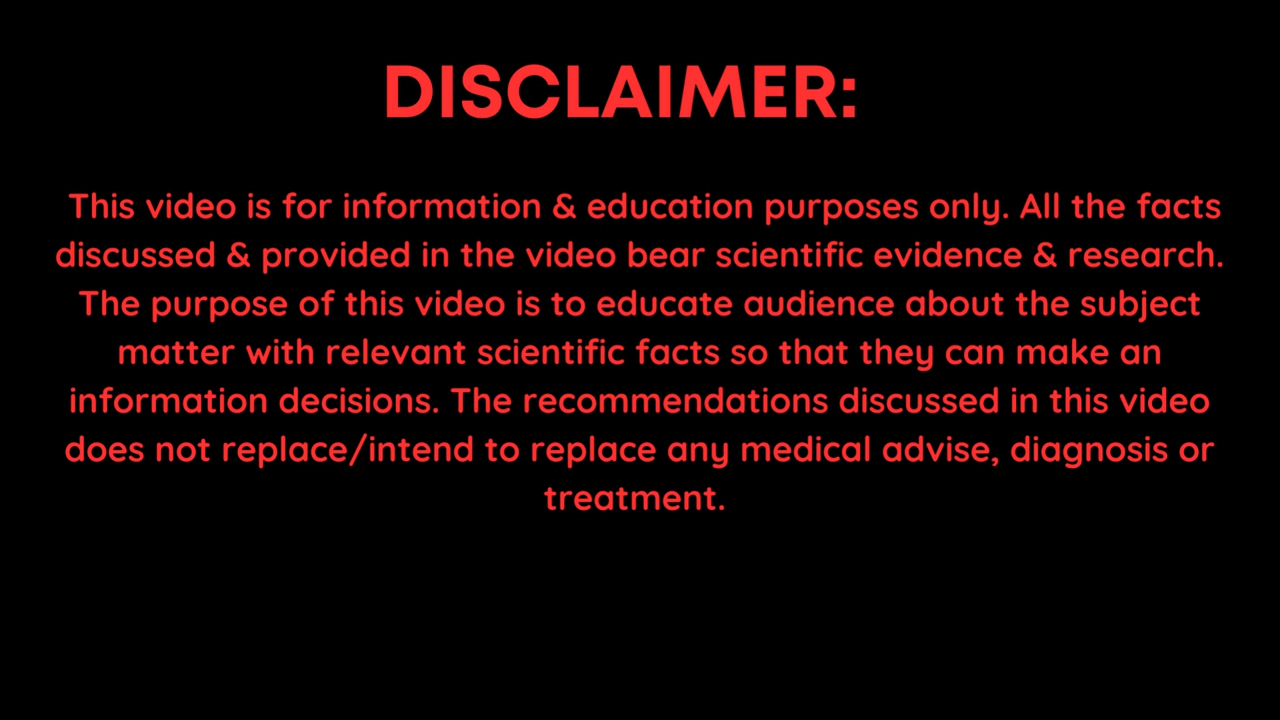 DISCLAIMER:
This video is for information & education purposes only. All the facts
discussed & provided in the video bear scientific evidence & research.
The purpose of this video is to educate audience about the subject
matter with relevant scientific facts so that they can make an
information decisions. The recommendations discussed in this video
does not replace/intend to replace any medical advise, diagnosis or
treatment.